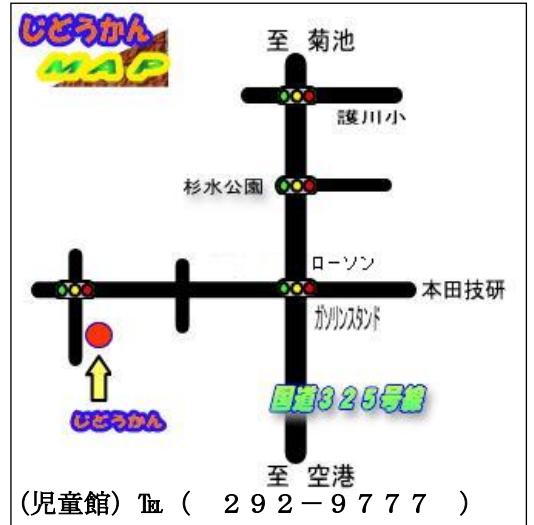 じどうかん
MAP
至 菊池
護川小
杉水公園
ローソン
本田技研
ガソリンスタンド
国道325号線
じどうかん
至 空港
(児童館) ℡ ( 292-9777 )